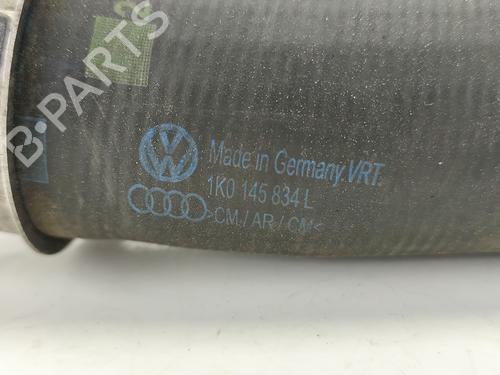 B-PARTS
Made in Germany VRT.
1K0 145 834 L
>CM / AR / CM<